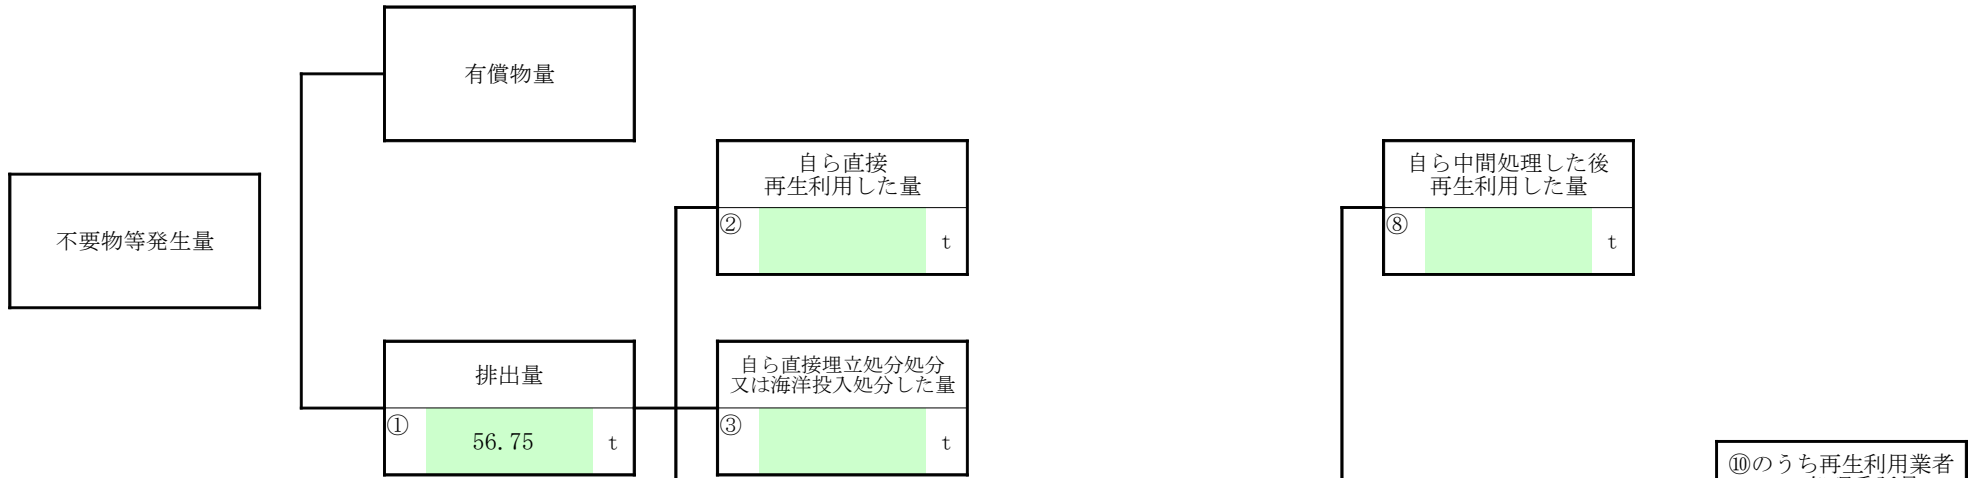 有償物量
自ら直接
再生利用した量
②
t
自ら中間処理した後
再生利用した量
⑧
t
不要物等発生量
排出量
①
56.75
t
自ら直接埋立処分処分
又は海洋投入処分した量
③
t
⑩のうち再生利用業者